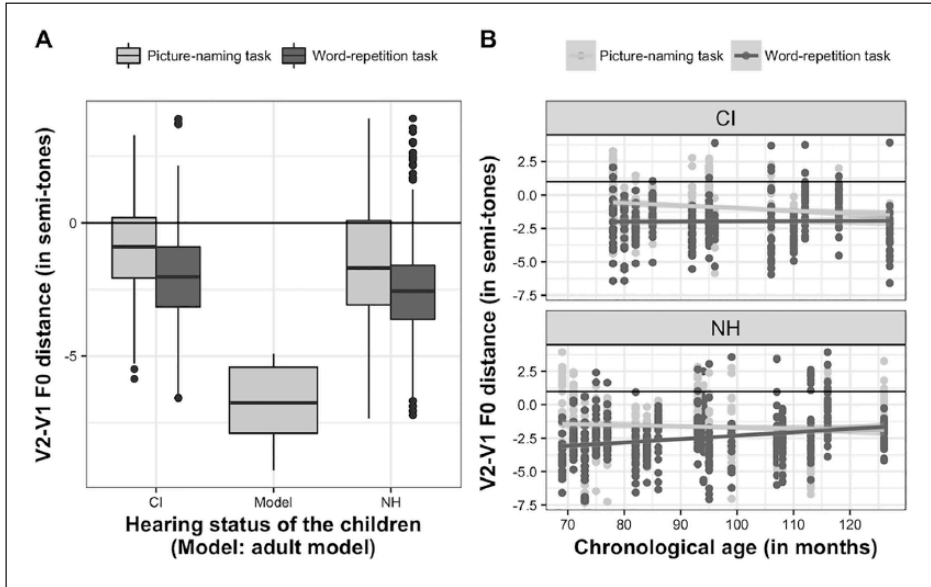 A
Picture-naming task Word-repetition task
V2-V1 F0 distance (in semi-tones)
0
-5
CI Model NH
Hearing status of the children
(Model: adult model)
B
Picture-naming task Word-repetition task
CI
V2-V1 F0 distance (in semi-tones)
2.5
0.0
-2.5
-5.0
-7.5
NH
2.5
0.0
-2.5
-5.0
-7.5
70 80 90 100 110 120
Chronological age (in months)